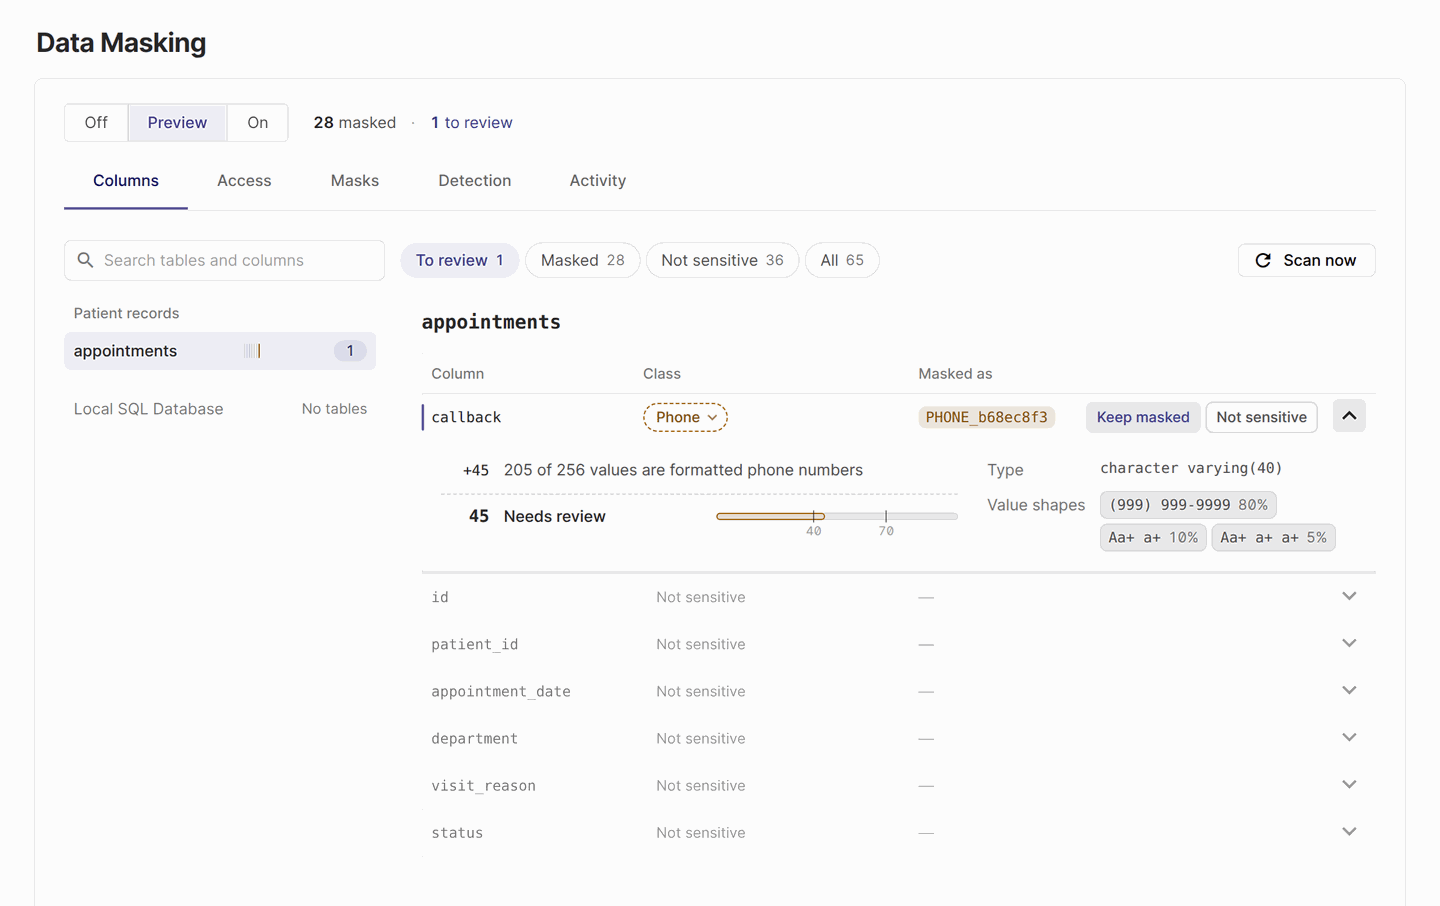 Data Masking
Off Preview On 28 masked · 1 to review
Columns Access Masks Detection Activity
Search tables and columns To review 1 Masked 28 Not sensitive 36 All 65 Scan now
Patient records
appointments
appointments 1
Column Class Masked as
Local SQL Database No tables
callback Phone PHONE_b68ec8f3 Keep masked Not sensitive
+45 205 of 256 values are formatted phone numbers Type character varying(40)
45 Needs review 40 70 Value shapes (999) 999-9999 80%
Aa+ a+ 10% Aa+ a+ a+ 5%
id Not sensitive —
patient_id Not sensitive —
appointment_date Not sensitive —
department Not sensitive —
visit_reason Not sensitive —
status Not sensitive —